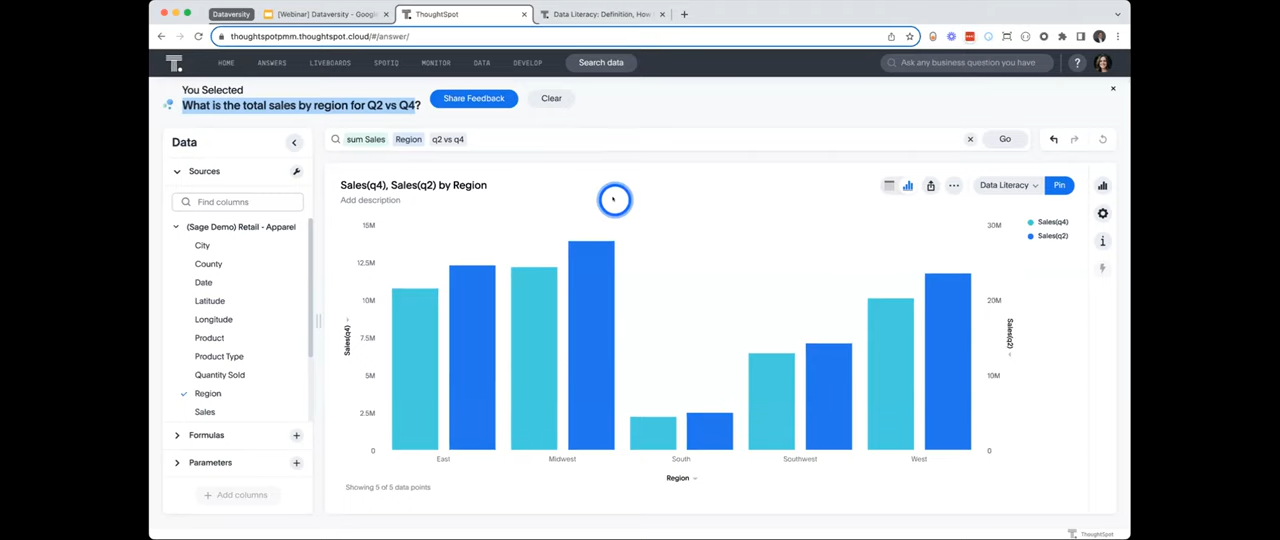 Dataversity
[Webinar] Dataversity - Google
ThoughtSpot
Data Literacy: Definition, How
thoughtspotpmm.thoughtspot.cloud/#/answer/
HOME
ANSWERS
LIVEBOARDS
SPOTIQ
MONITOR
DATA
DEVELOP
Search data
Ask any business question you have
You Selected
What is the total sales by region for Q2 vs Q4?
Share Feedback
Clear
Data
Sources
Find columns
(Sage Demo) Retail - Apparel
City
County
Date
Latitude
Longitude
Product
Product Type
Quantity Sold
Region
Sales
Formulas
Parameters
+ Add columns
sum Sales Region q2 vs q4
Go
Sales(q4), Sales(q2) by Region
Add description
Data Literacy
Pin
Sales(q4)
Sales(q2)
15M
12.5M
10M
7.5M
5M
2.5M
0
Sales(q4)
30M
20M
10M
0
Sales(q2)
East
Midwest
South
Southwest
West
Region
Showing 5 of 5 data points
ThoughtSpot